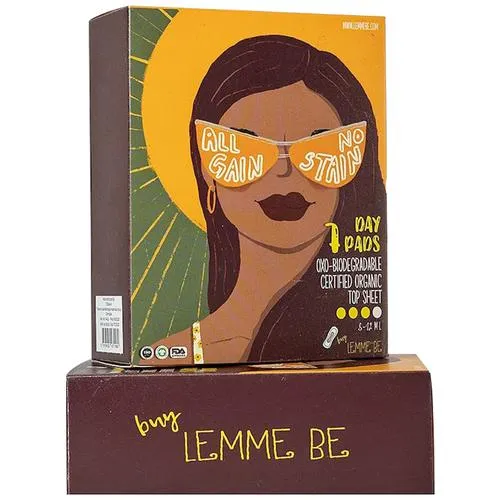 WWW.LEMMEBE.COM
ALL GAIN
NO STAIN
7 DAY PADS
OXO-BIODEGRADABLE
CERTIFIED ORGANIC
TOP SHEET
buy
LEMME BE
FDA
buy
LEMME BE